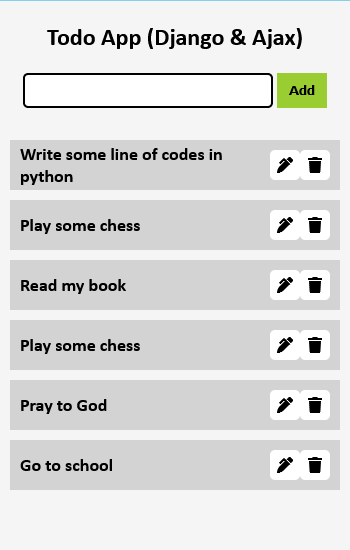 Todo App (Django & Ajax)
Add
Write some line of codes in
python
Play some chess
Read my book
Play some chess
Pray to God
Go to school